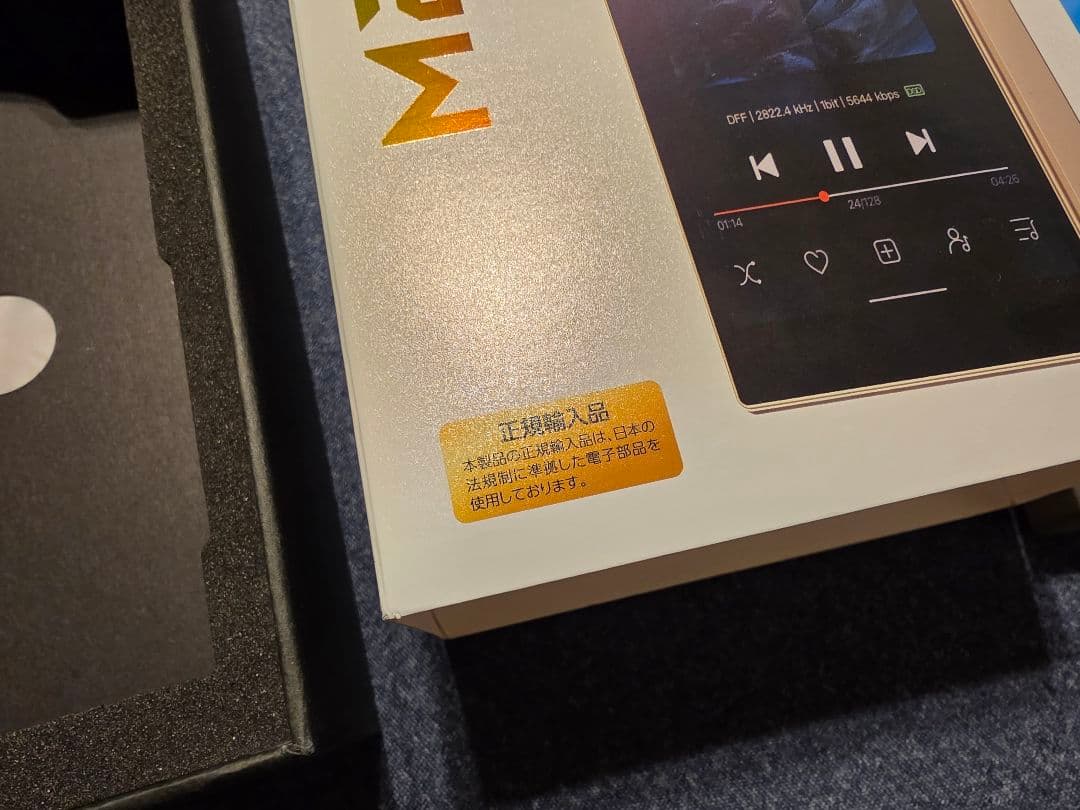 DFF | 2822.4 kHz | 1bit | 5644 kbps
01:14
24/128
04:26
正規輸入品
本製品の正規輸入品は、日本の
法規制に準拠した電子部品を
使用しております。